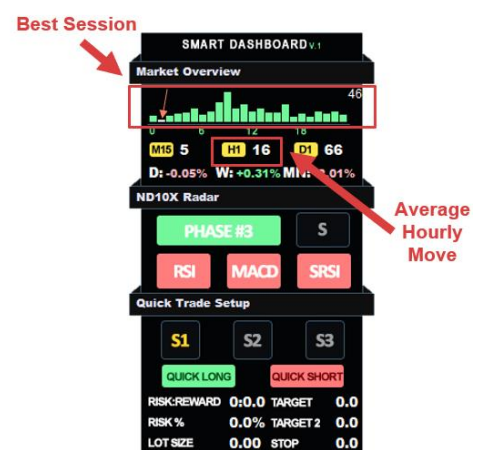 Best Session
SMART DASHBOARD V.1
Market Overview
46
0 6 12 18
M15 5 H1 16 D1 66
D: -0.05% W: +0.31% MN: .01%
ND10X Radar
PHASE #3 S
Average
Hourly
Move
RSI MACD SRSI
Quick Trade Setup
S1 S2 S3
QUICK LONG QUICK SHORT
RISK:REWARD 0:0.0 TARGET 0.0
RISK % 0.0% TARGET 2 0.0
LOT SIZE 0.00 STOP 0.0